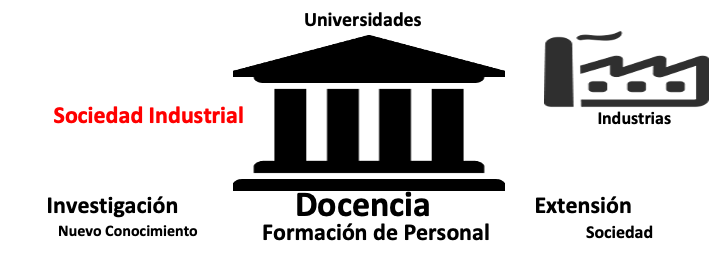 Universidades
Sociedad Industrial
Industrias
Investigación
Docencia
Extensión
Nuevo Conocimiento
Formación de Personal
Sociedad